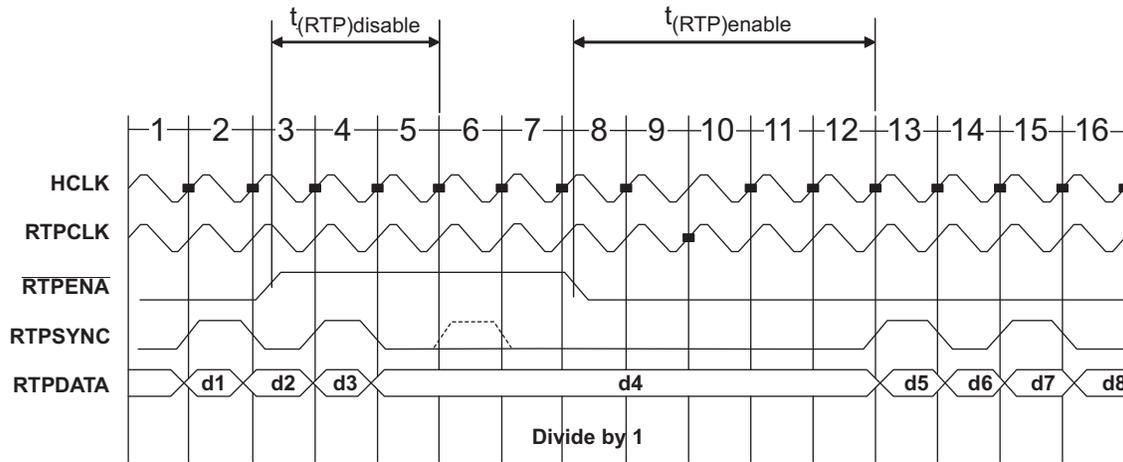 t(RTP)disable
t(RTP)enable
1 2 3 4 5 6 7 8 9 10 11 12 13 14 15 16
HCLK
RTPCLK
RTPENA
RTPSYNC
RTPDATA d1 d2 d3 d4 d5 d6 d7 d8
Divide by 1